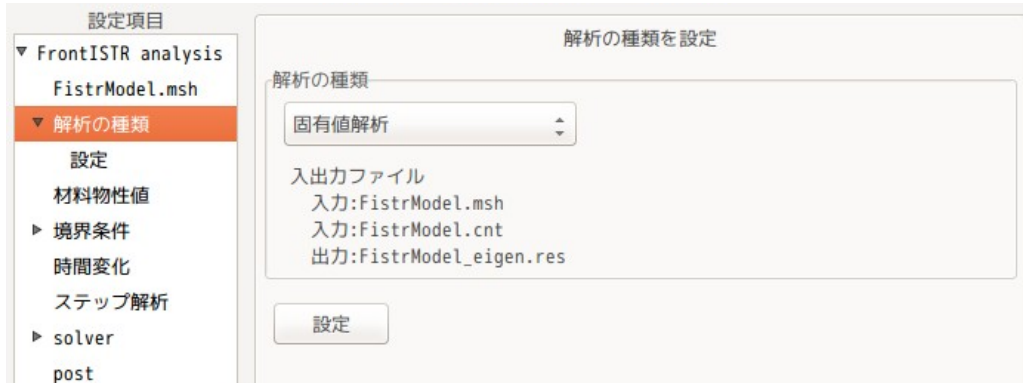 設定項目
FrontISTR analysis
FistrModel.msh
解析の種類
設定
材料物性値
境界条件
時間変化
ステップ解析
solver
post
解析の種類を設定
解析の種類
固有値解析
入出力ファイル
入力:FistrModel.msh
入力:FistrModel.cnt
出力:FistrModel_eigen.res
設定